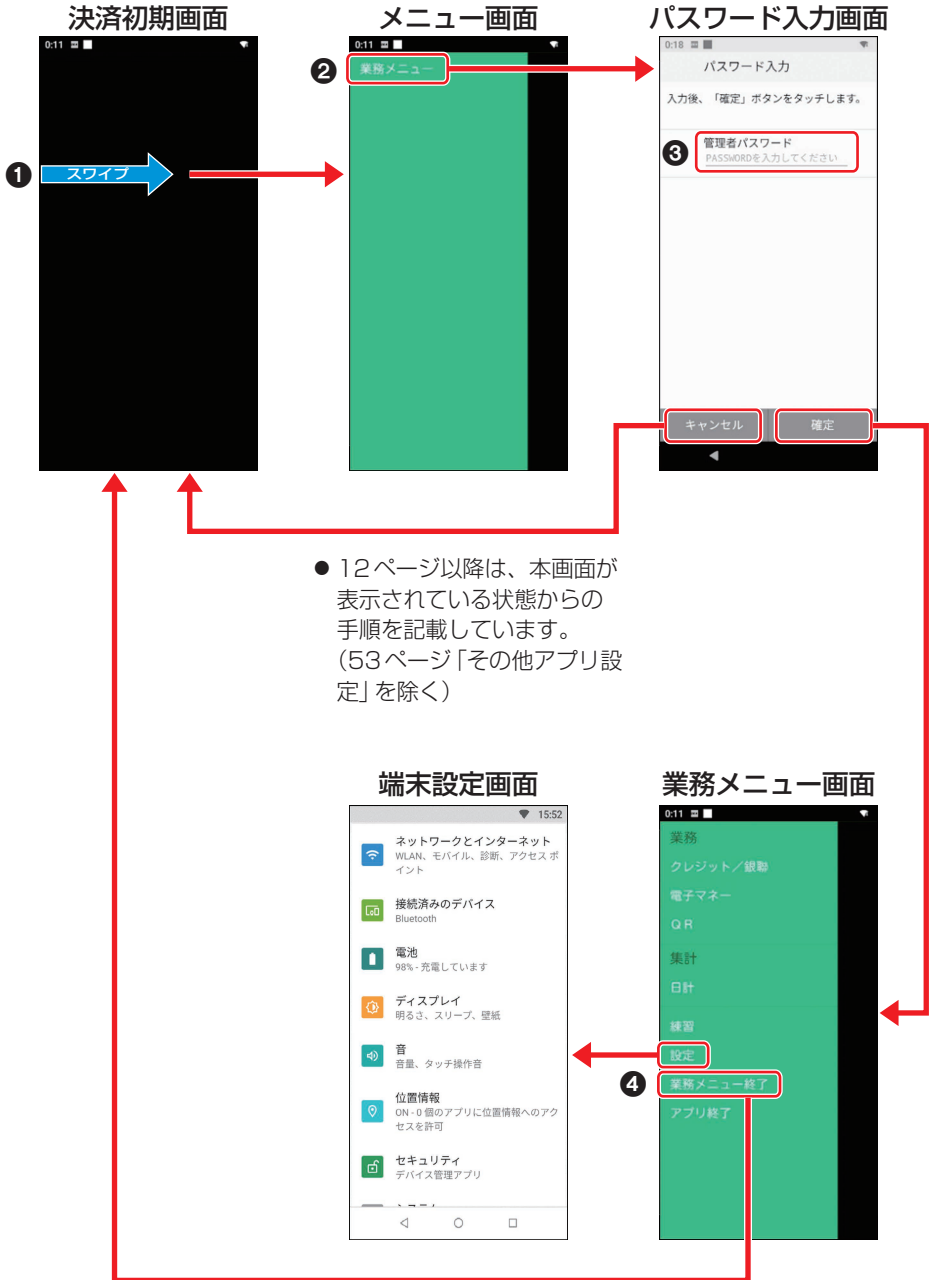 決済初期画面
0:11
❶ スワイプ
メニュー画面
0:11
❷ 業務メニュー
パスワード入力画面
0:18
パスワード入力
入力後、「確定」ボタンをタッチします。
❸ 管理者パスワード
PASSWORDを入力してください
キャンセル 確定
● 12ページ以降は、本画面が
表示されている状態からの
手順を記載しています。
(53ページ「その他アプリ設
定」を除く)
端末設定画面
15:52
ネットワークとインターネット
WLAN、モバイル、診断、アクセス ポ
イント
接続済みのデバイス
Bluetooth
電池
98% - 充電しています
ディスプレイ
明るさ、スリープ、壁紙
音
音量、タッチ操作音
位置情報
ON - 0 個のアプリに位置情報へのアク
セスを許可
セキュリティ
デバイス管理アプリ
業務メニュー画面
0:11
業務
クレジット／銀聯
電子マネー
ＱＲ
集計
日計
練習
設定
❹ 業務メニュー終了
アプリ終了